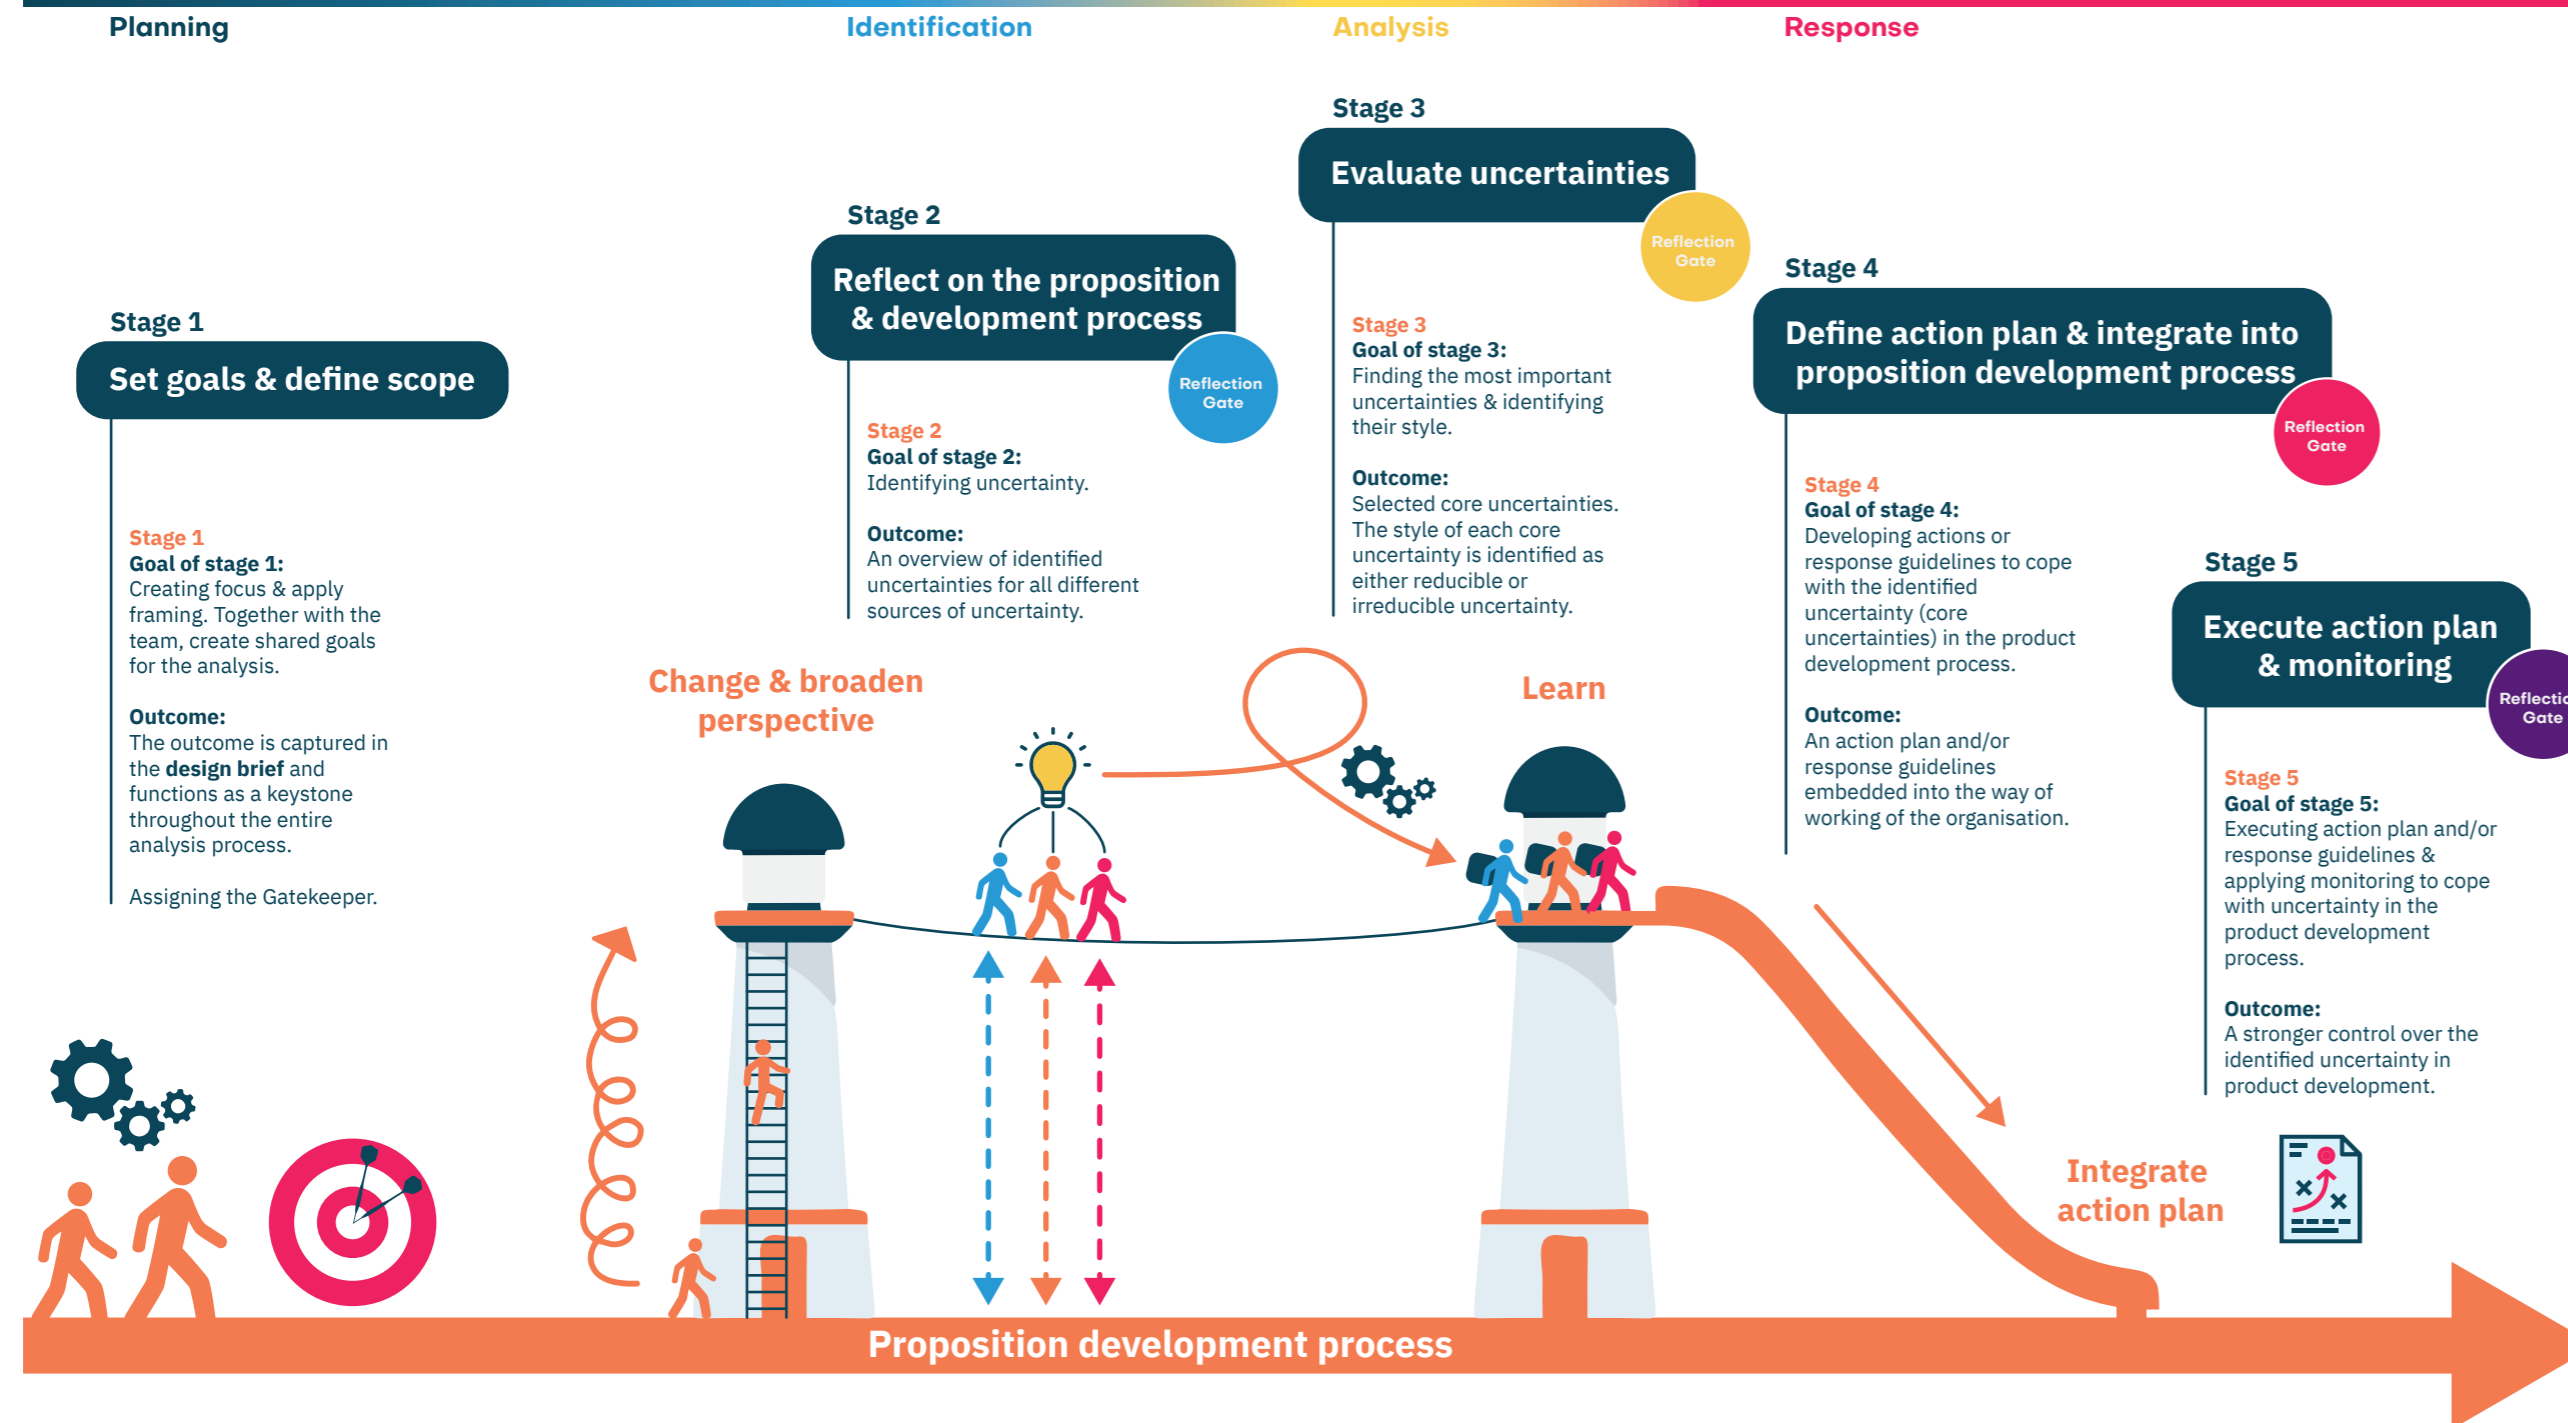 Planning
Identification
Analysis
Response
Stage 1
Set goals & define scope
Stage 1
Goal of stage 1:
Creating focus & apply
framing. Together with the
team, create shared goals
for the analysis.
Outcome:
The outcome is captured in
the design brief and
functions as a keystone
throughout the entire
analysis process.
Assigning the Gatekeeper.
Stage 2
Reflect on the proposition
& development process
Reflection
Gate
Stage 2
Goal of stage 2:
Identifying uncertainty.
Outcome:
An overview of identified
uncertainties for all different
sources of uncertainty.
Stage 3
Evaluate uncertainties
Reflection
Gate
Stage 3
Goal of stage 3:
Finding the most important
uncertainties & identifying
their style.
Outcome:
Selected core uncertainties.
The style of each core
uncertainty is identified as
either reducible or
irreducible uncertainty.
Stage 4
Define action plan & integrate into
proposition development process
Reflection
Gate
Stage 4
Goal of stage 4:
Developing actions or
response guidelines to cope
with the identified
uncertainty (core
uncertainties) in the product
development process.
Outcome:
An action plan and/or
response guidelines
embedded into the way of
working of the organisation.
Stage 5
Execute action plan
& monitoring
Gate
Stage 5
Goal of stage 5:
Executing action plan and/or
response guidelines &
applying monitoring to cope
with uncertainty in the
product development
process.
Outcome:
A stronger control over the
identified uncertainty in
product development.
Change & broaden
perspective
Learn
Integrate
action plan
Proposition development process